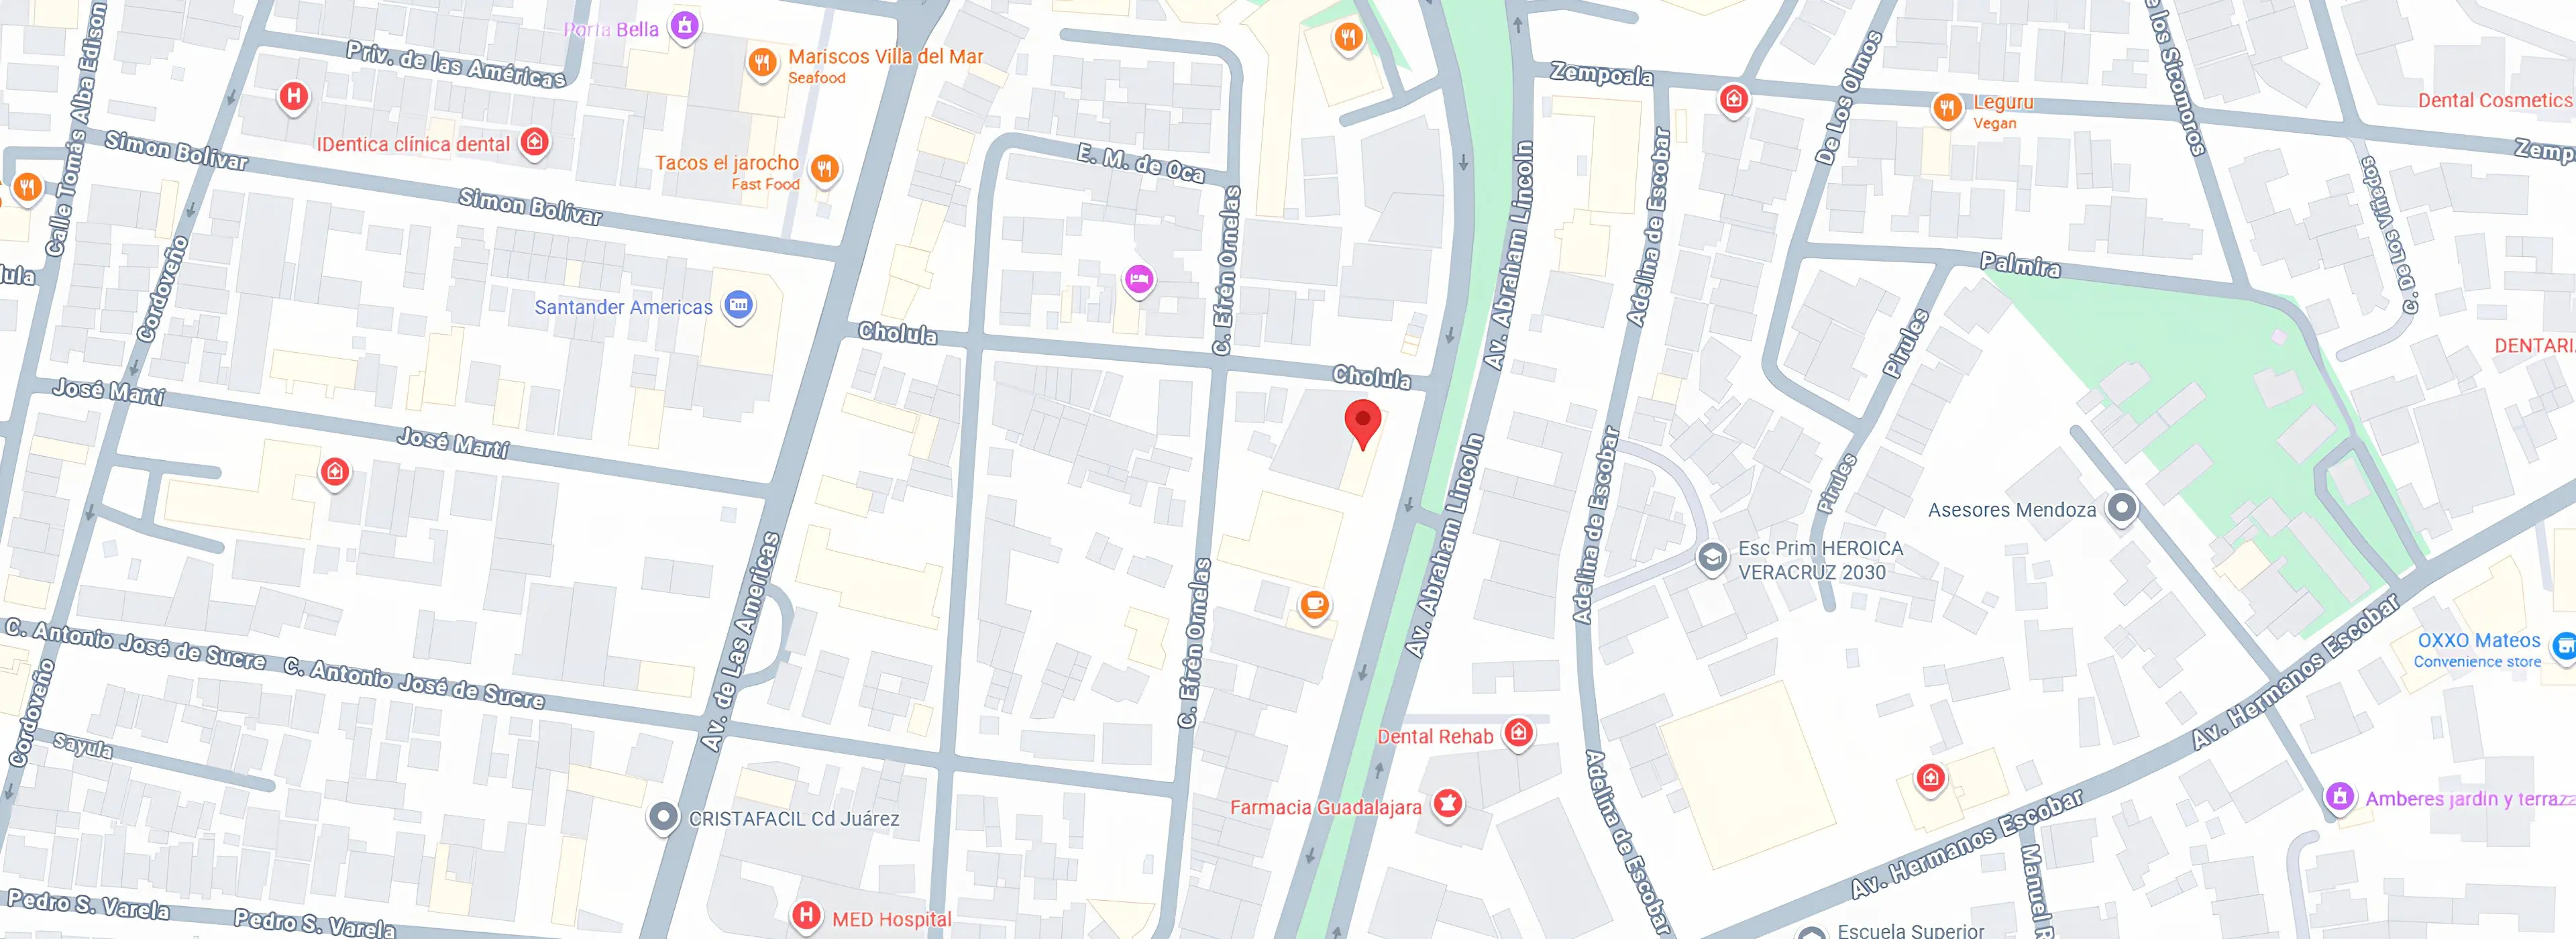 Porta Bella
Mariscos Villa del Mar
Seafood
Priv. de las Américas
Calle Tomás Alba Edison
IDentica clínica dental
Simon Bolívar
Simon Bolívar
Tacos el jarocho
Fast Food
E. M. de Oca
Zempoala
De Los Olmos
Leguru
Vegan
e los Sicomoros
Dental Cosmetics
Zemp
Cordoveño
lula
Santander Americas
Cholula
C. Efrén Ornelas
Cholula
Av. Abraham Lincoln
Adelina de Escobar
Palmira
C. De Los Viñedos
Pirules
DENTARI
José Martí
José Martí
Adelina de Escobar
Av. Abraham Lincoln
Pirules
Asesores Mendoza
Esc Prim HEROICA
VERACRUZ 2030
C. Antonio José de Sucre
C. Antonio José de Sucre
Av. de Las Americas
C. Efrén Ornelas
OXXO Mateos
Convenience store
Av. Hermanos Escobar
Cordoveño
Sayula
Dental Rehab
Farmacia Guadalajara
CRISTAFACIL Cd Juárez
Adelina de Escobar
Av. Hermanos Escobar
Amberes jardin y terraz
Manuel R
Pedro S. Varela
Pedro S. Varela
MED Hospital
Escuela Superior